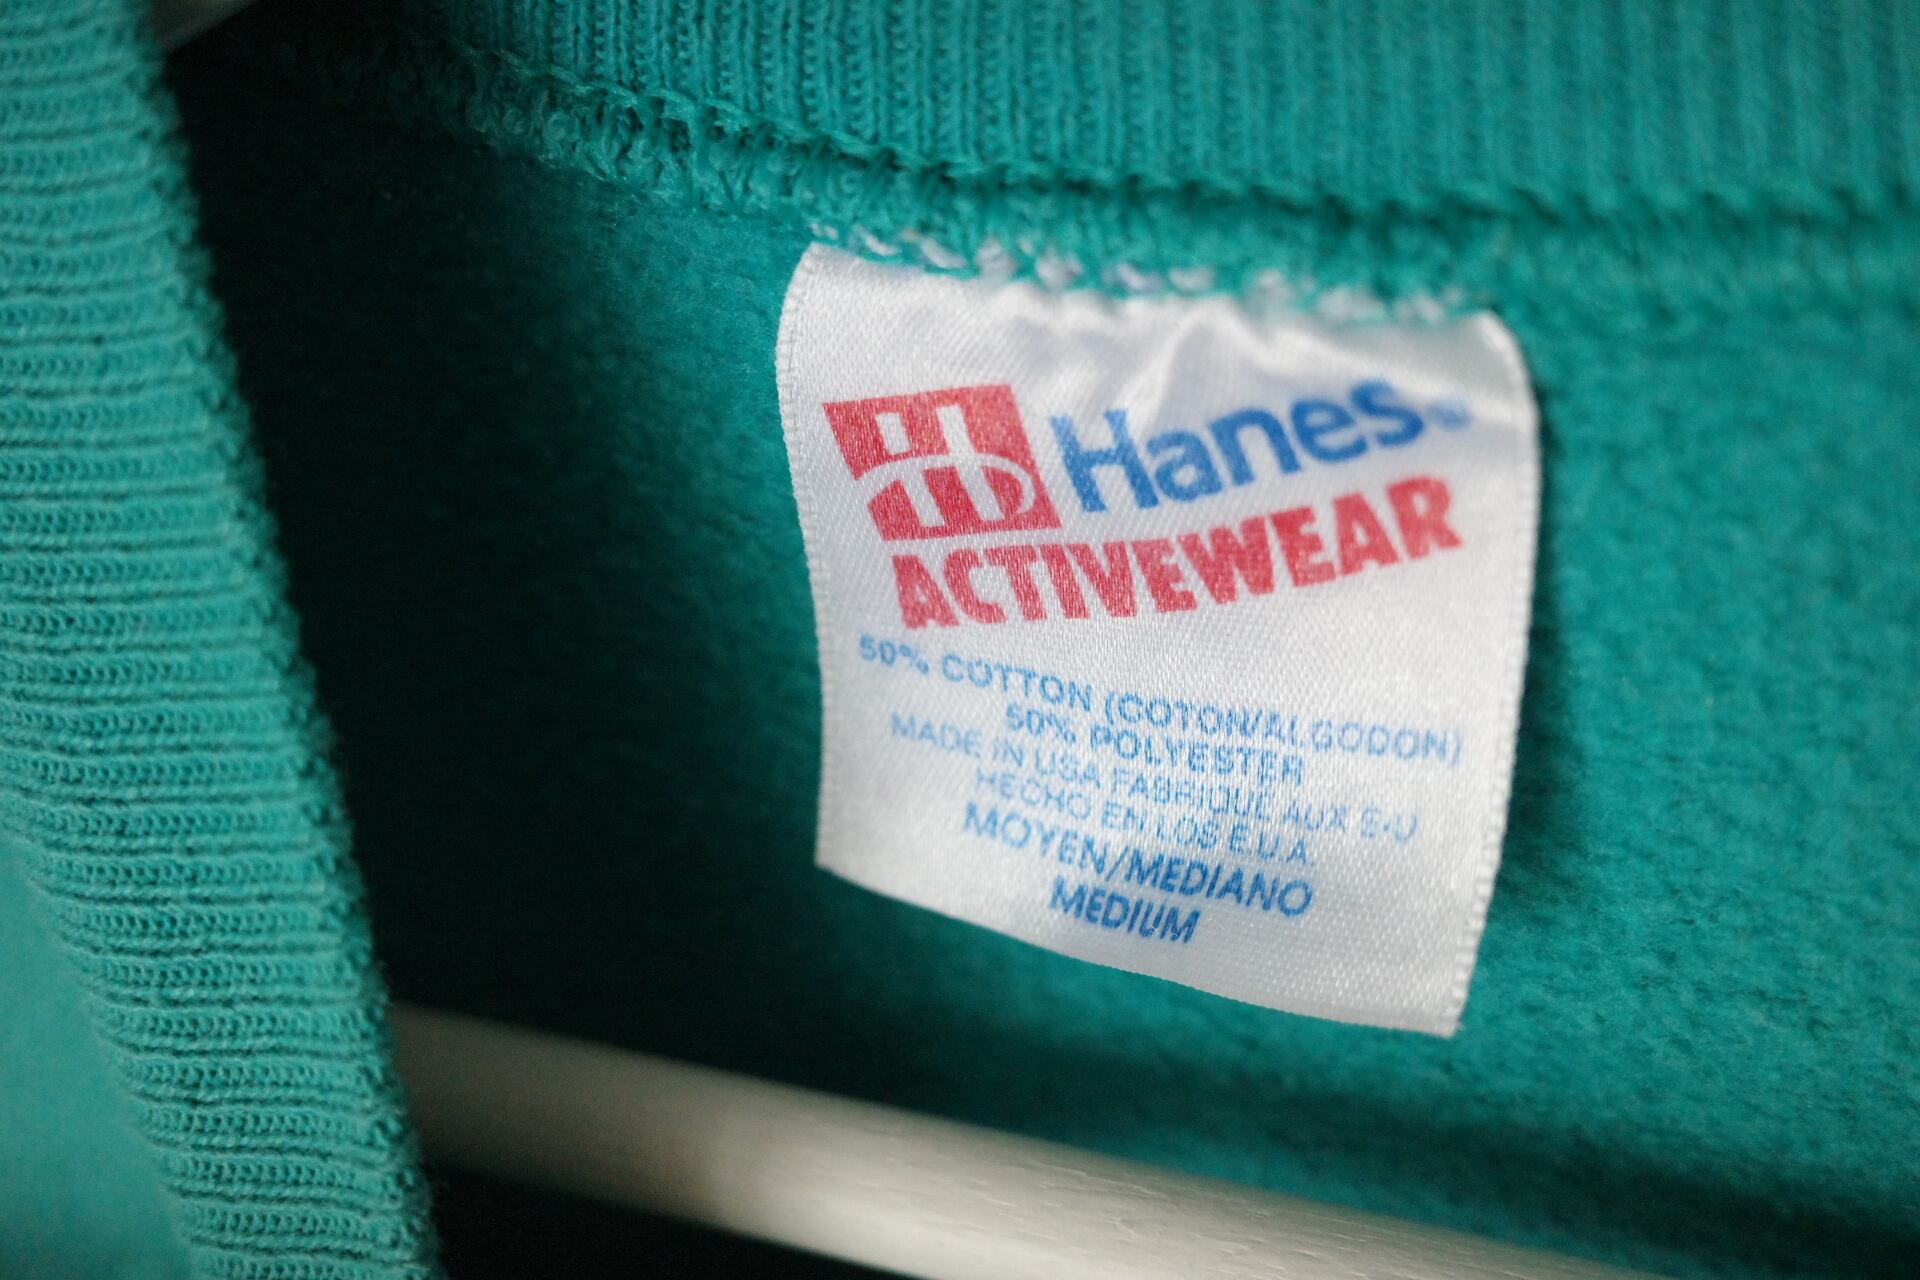 Hanes®
ACTIVEWEAR
50% COTTON (COTON/ALGODON)
50% POLYESTER
MADE IN USA FABRIQUE AUX E·U
HECHO EN LOS E.U.A.
MOYEN/MEDIANO
MEDIUM